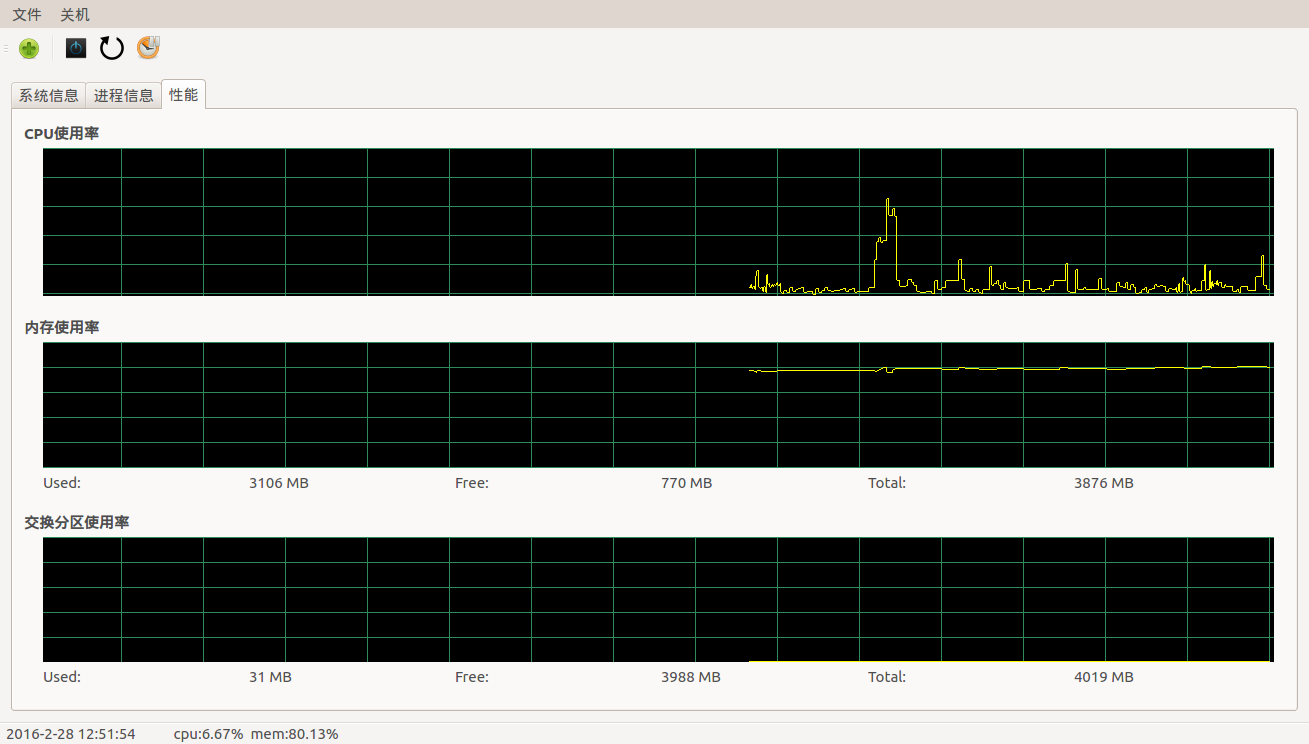 文件 关机
系统信息 进程信息 性能
CPU使用率
内存使用率
Used: 3106 MB Free: 770 MB Total: 3876 MB
交换分区使用率
Used: 31 MB Free: 3988 MB Total: 4019 MB
2016-2-28 12:51:54 cpu:6.67% mem:80.13%